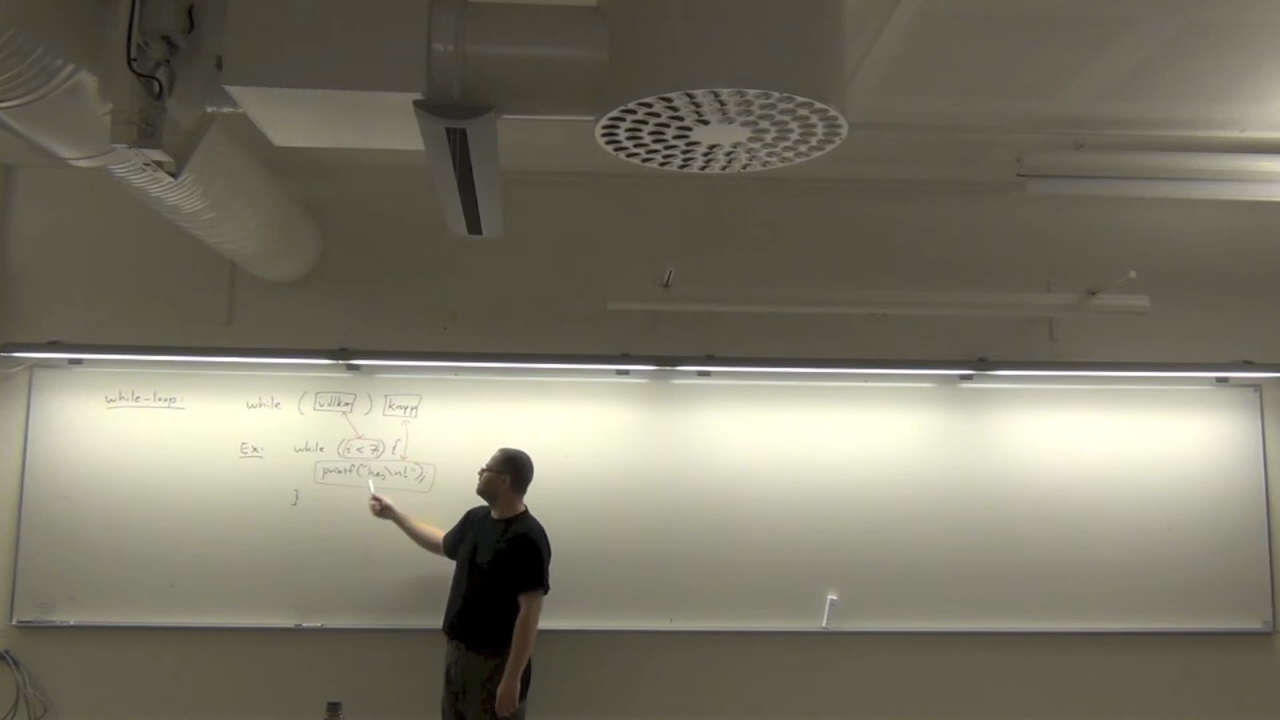 while-loop: while ( villkor ) kropp
Ex: while (i < 7) {
printf("hej\n");
}